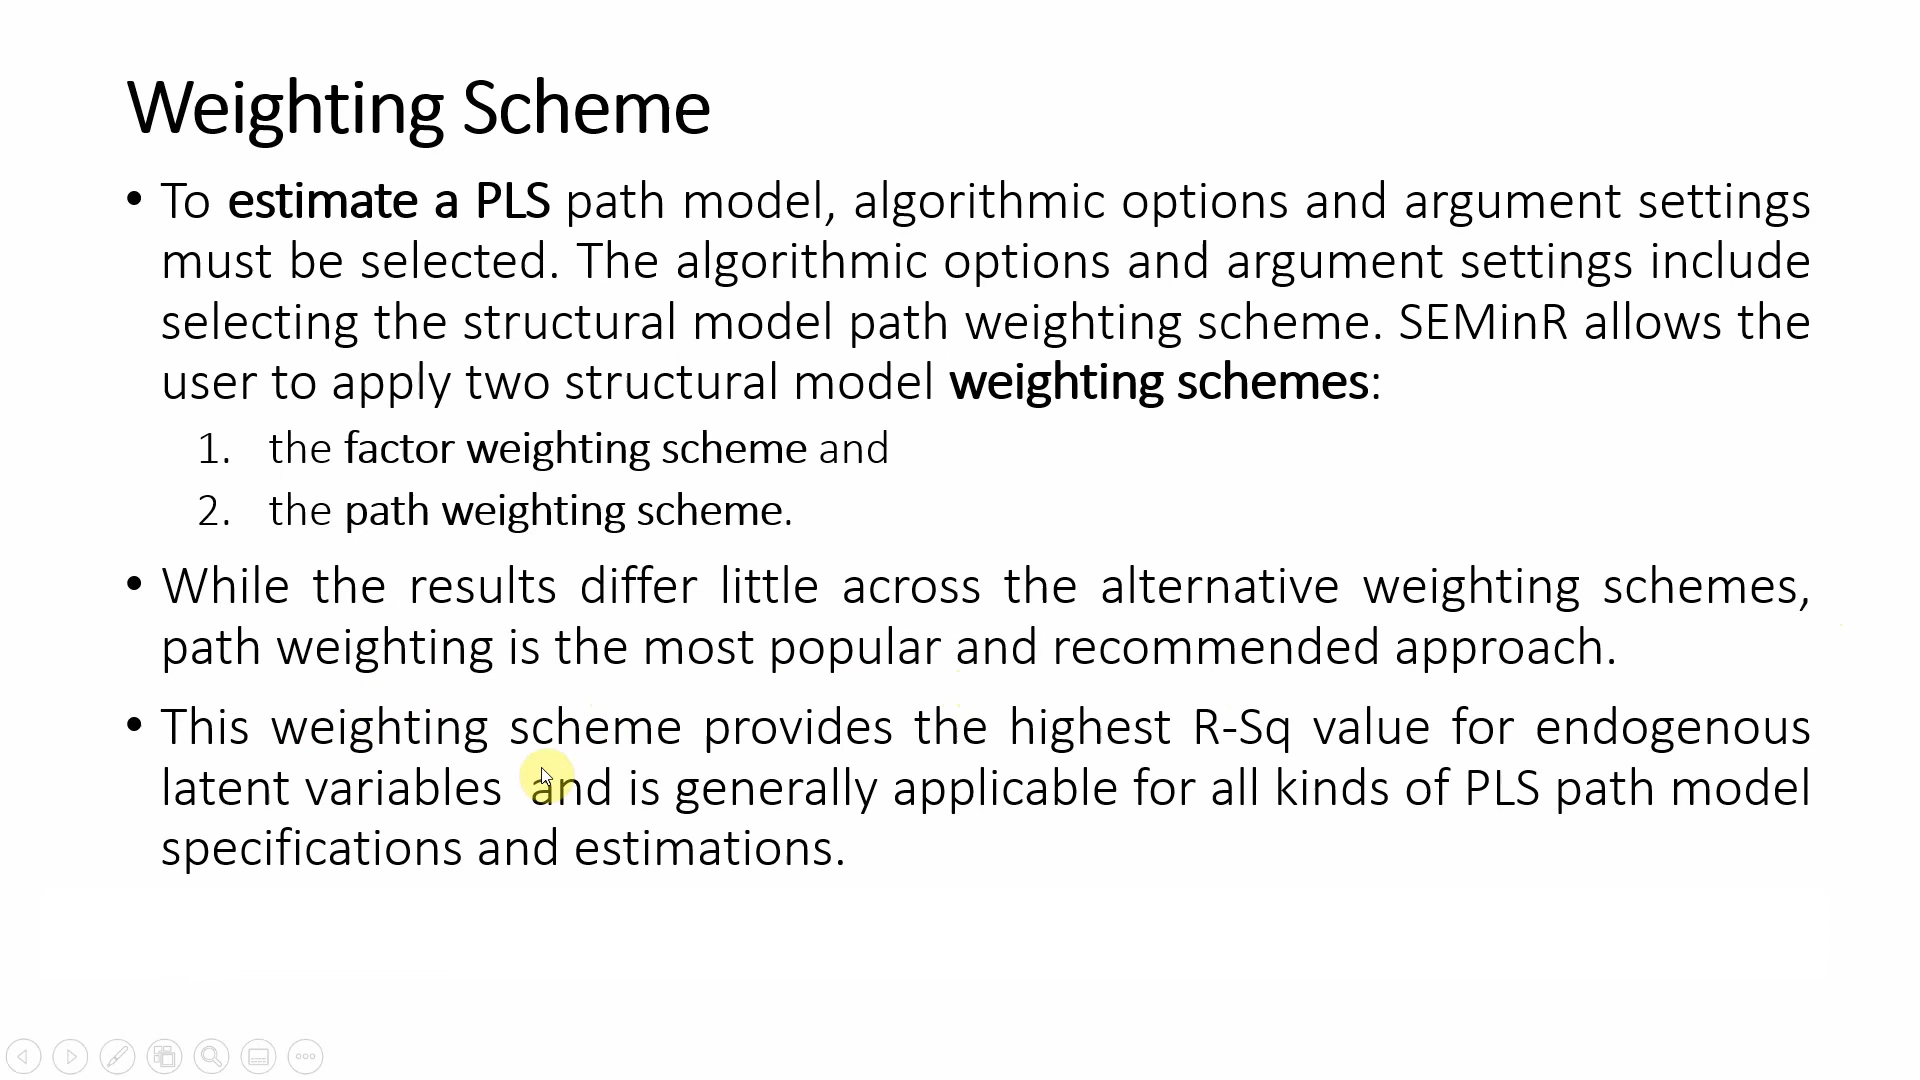 Weighting Scheme
• To estimate a PLS path model, algorithmic options and argument settings
must be selected. The algorithmic options and argument settings include
selecting the structural model path weighting scheme. SEMinR allows the
user to apply two structural model weighting schemes:
1. the factor weighting scheme and
2. the path weighting scheme.
• While the results differ little across the alternative weighting schemes,
path weighting is the most popular and recommended approach.
• This weighting scheme provides the highest R-Sq value for endogenous
latent variables and is generally applicable for all kinds of PLS path model
specifications and estimations.